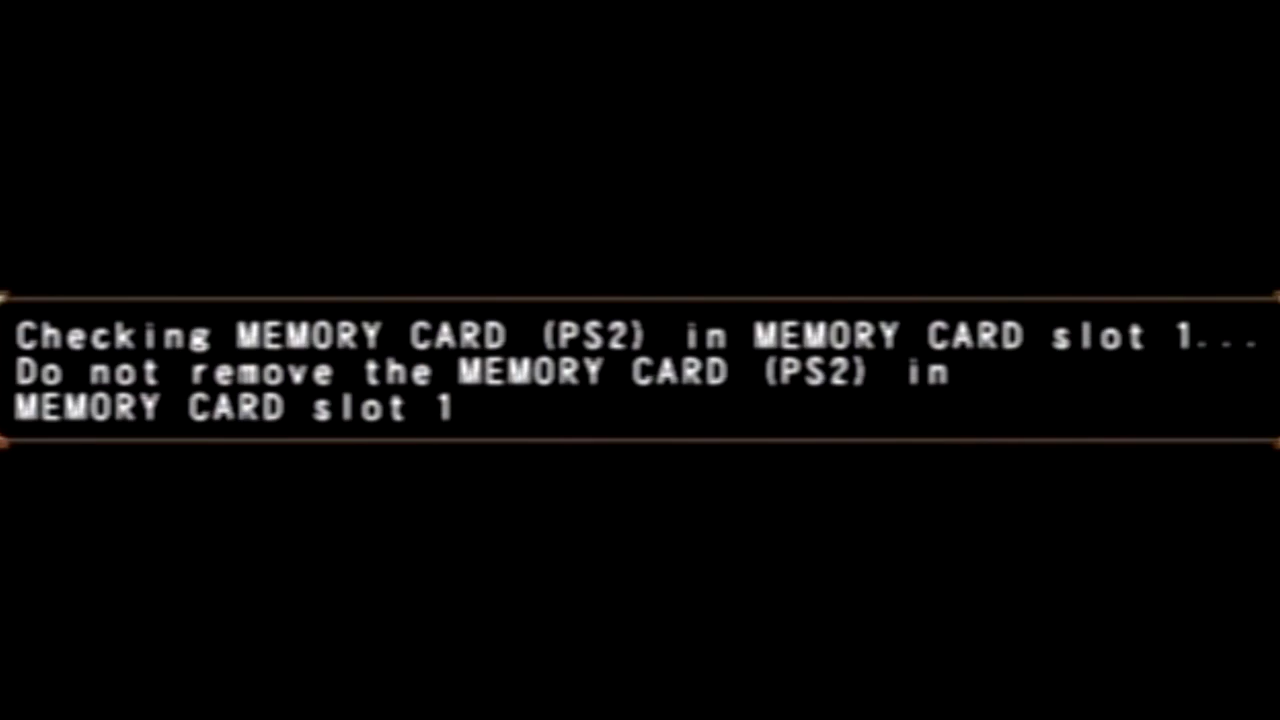 Checking MEMORY CARD (PS2) in MEMORY CARD slot 1...
Do not remove the MEMORY CARD (PS2) in
MEMORY CARD slot 1